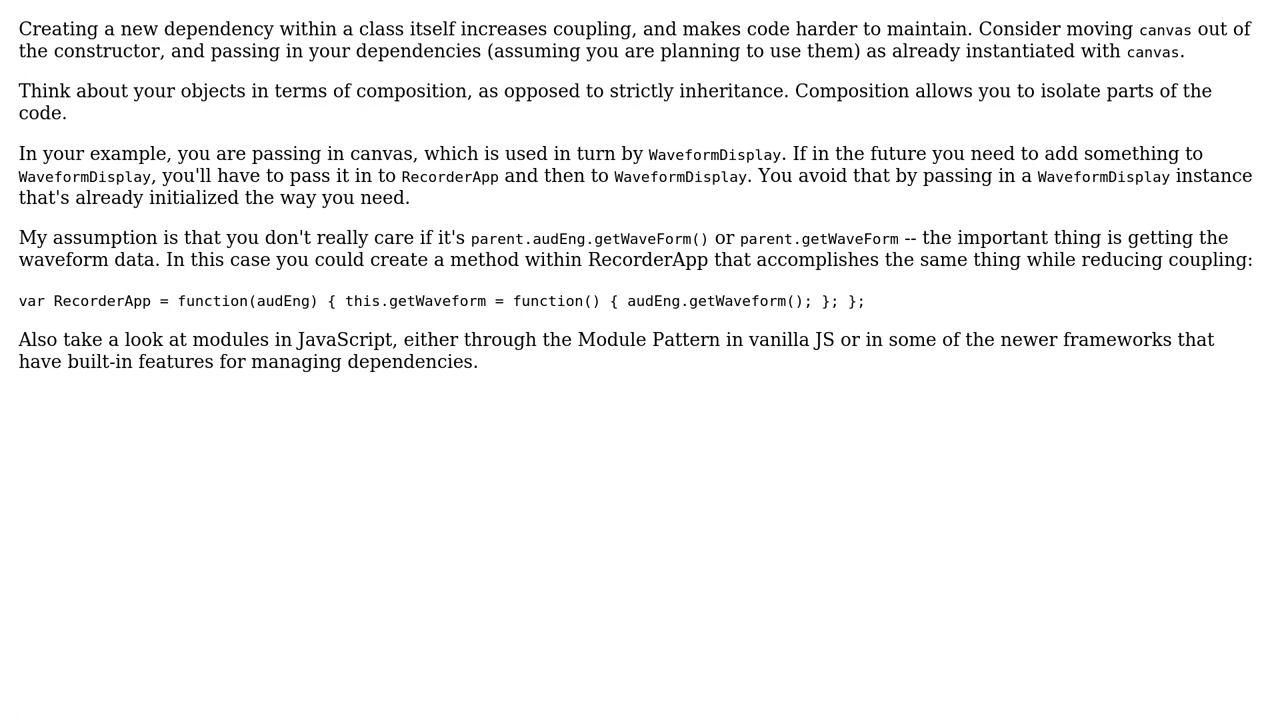 Creating a new dependency within a class itself increases coupling, and makes code harder to maintain. Consider moving canvas out of
the constructor, and passing in your dependencies (assuming you are planning to use them) as already instantiated with canvas.
Think about your objects in terms of composition, as opposed to strictly inheritance. Composition allows you to isolate parts of the
code.
In your example, you are passing in canvas, which is used in turn by WaveformDisplay. If in the future you need to add something to
WaveformDisplay, you'll have to pass it in to RecorderApp and then to WaveformDisplay. You avoid that by passing in a WaveformDisplay instance
that's already initialized the way you need.
My assumption is that you don't really care if it's parent.audEng.getWaveForm() or parent.getWaveForm -- the important thing is getting the
waveform data. In this case you could create a method within RecorderApp that accomplishes the same thing while reducing coupling:
var RecorderApp = function(audEng) { this.getWaveform = function() { audEng.getWaveform(); }; };
Also take a look at modules in JavaScript, either through the Module Pattern in vanilla JS or in some of the newer frameworks that
have built-in features for managing dependencies.